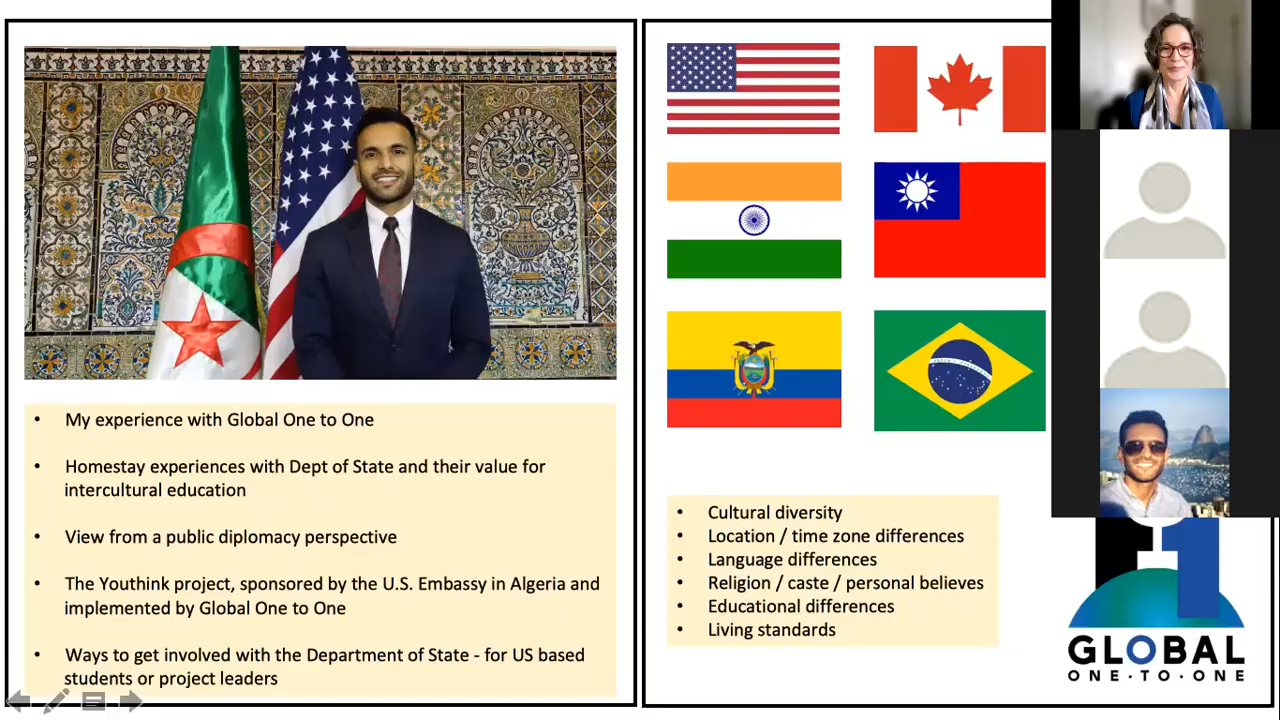 • My experience with Global One to One
• Homestay experiences with Dept of State and their value for
intercultural education
• View from a public diplomacy perspective
• The Youthink project, sponsored by the U.S. Embassy in Algeria and
implemented by Global One to One
• Ways to get involved with the Department of State - for US based
students or project leaders
• Cultural diversity
• Location / time zone differences
• Language differences
• Religion / caste / personal believes
• Educational differences
• Living standards
GLOBAL
ONE·TO·ONE